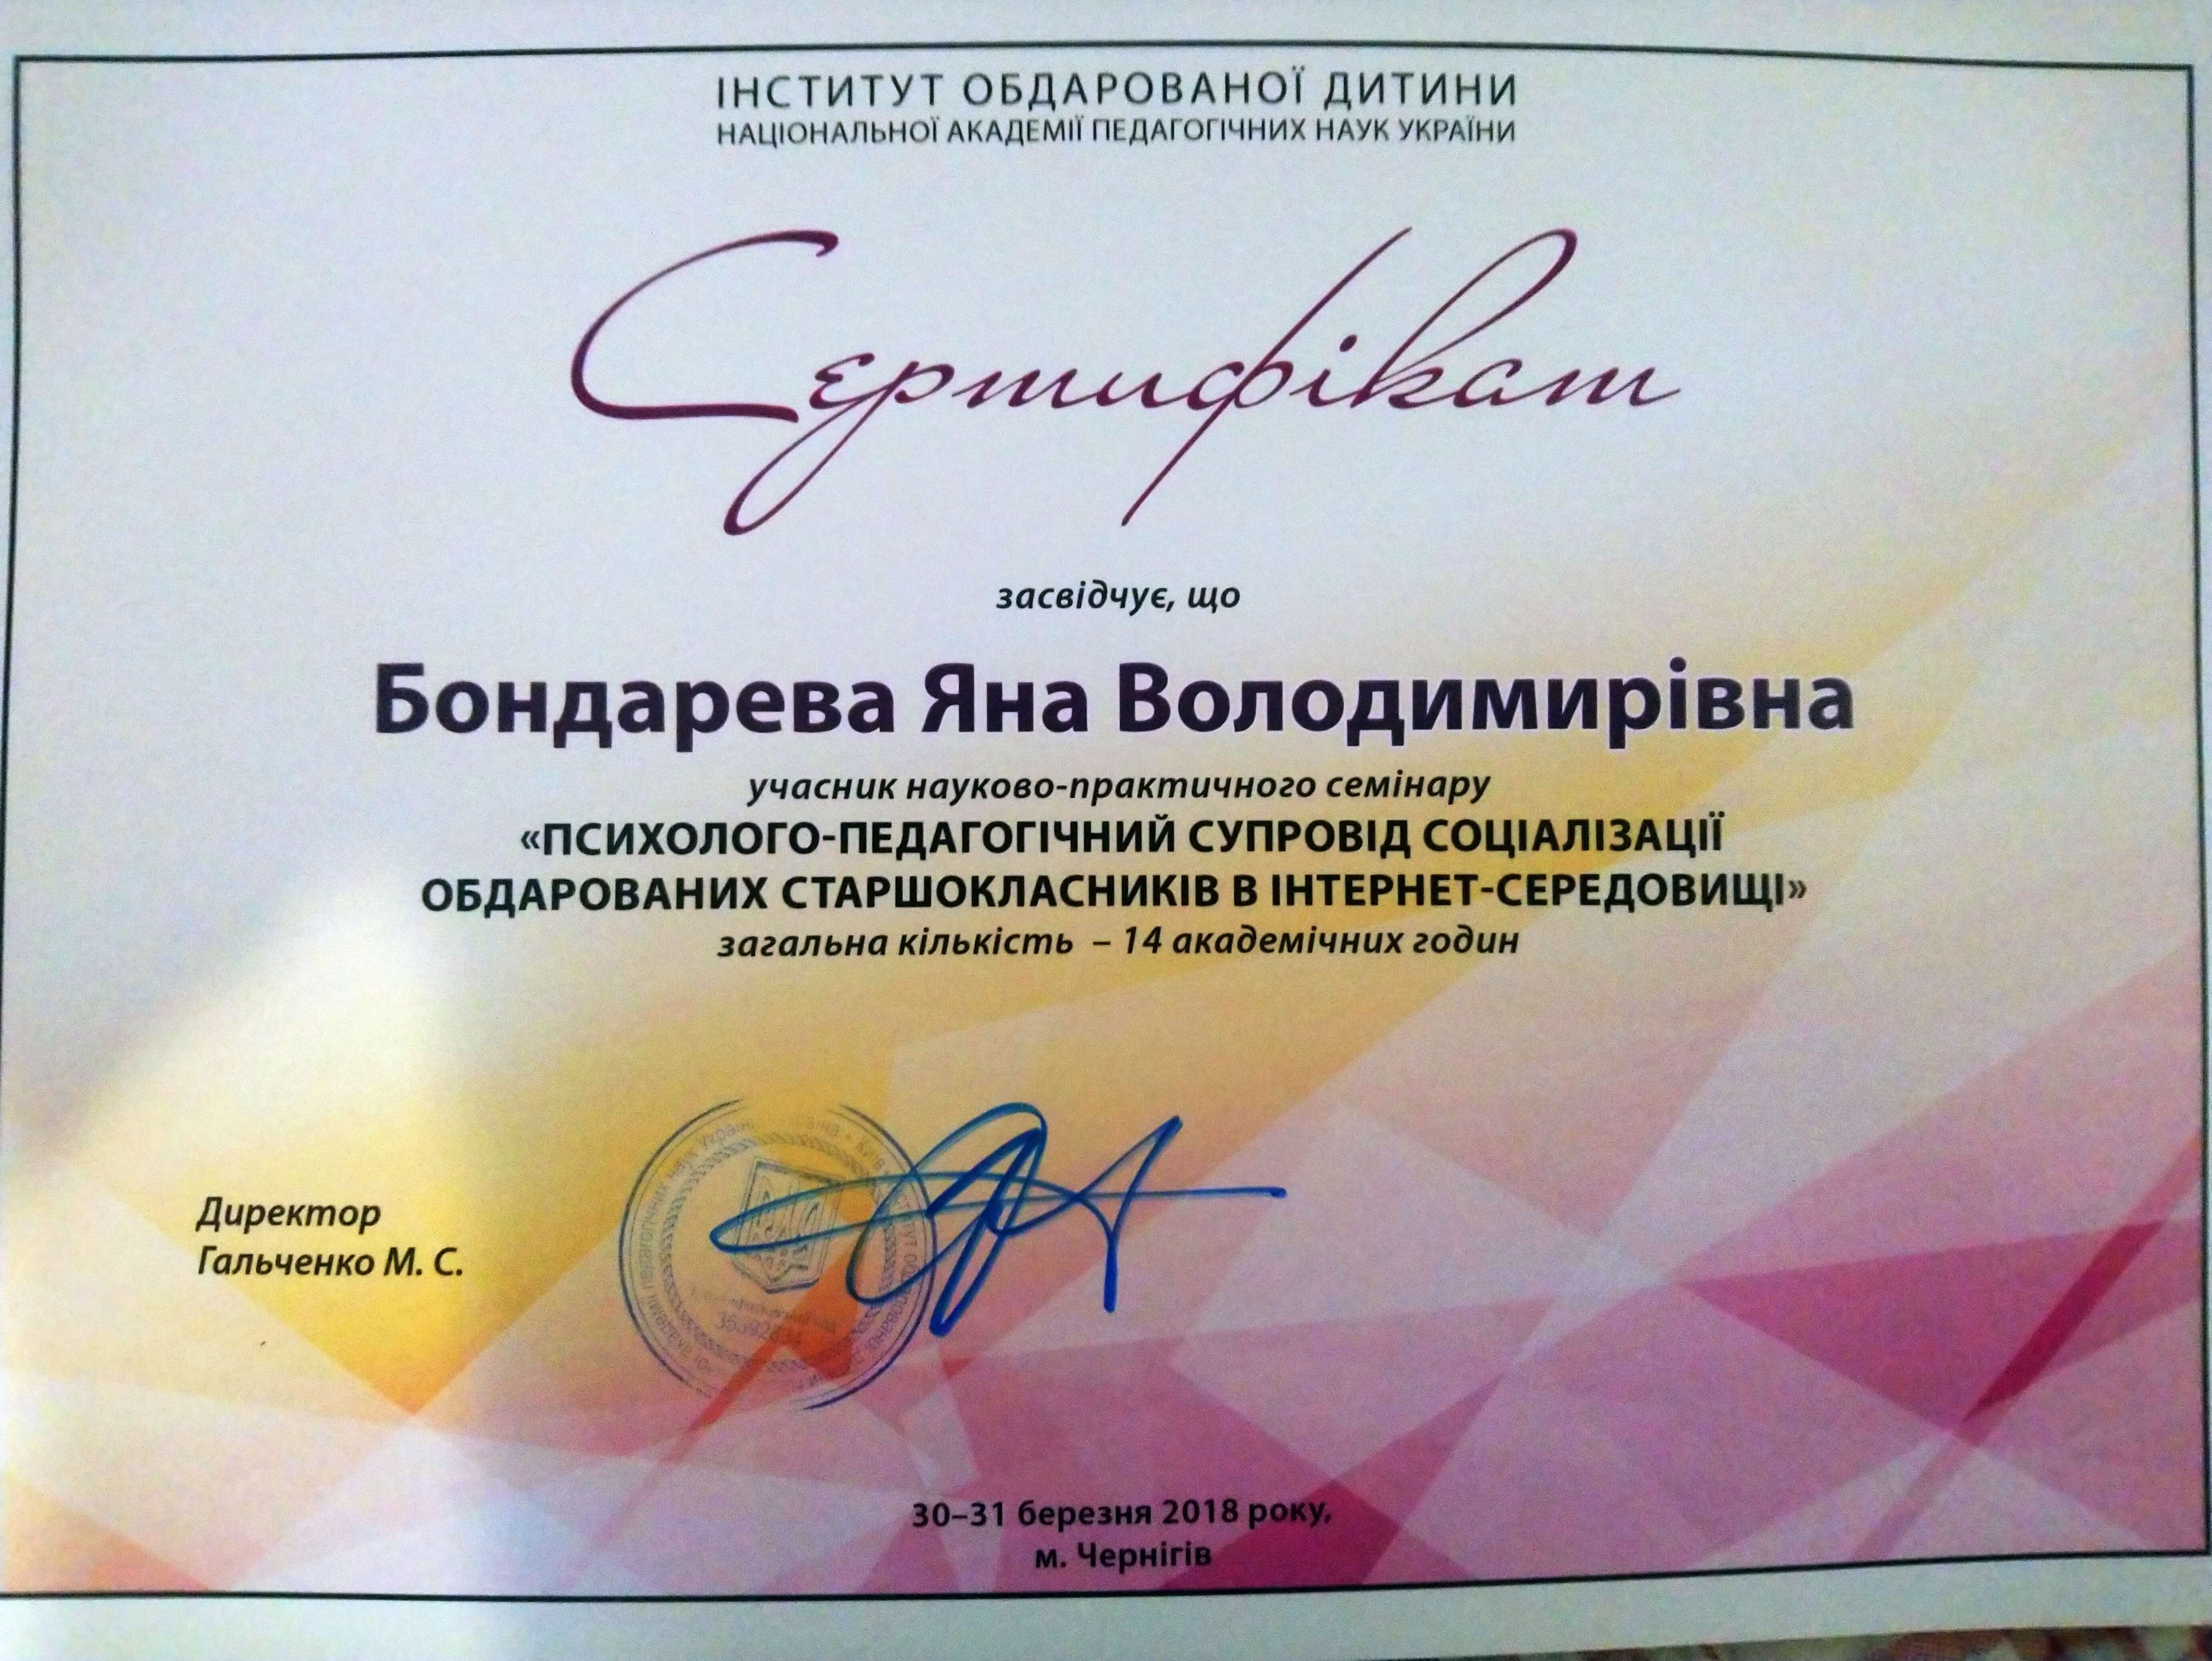 ІНСТИТУТ ОБДАРОВАНОЇ ДИТИНИ
НАЦІОНАЛЬНОЇ АКАДЕМІЇ ПЕДАГОГІЧНИХ НАУК УКРАЇНИ
Сертифікат
засвідчує, що
Бондарева Яна Володимирівна
учасник науково-практичного семінару
«ПСИХОЛОГО-ПЕДАГОГІЧНИЙ СУПРОВІД СОЦІАЛІЗАЦІЇ
ОБДАРОВАНИХ СТАРШОКЛАСНИКІВ В ІНТЕРНЕТ-СЕРЕДОВИЩІ»
загальна кількість – 14 академічних годин
Директор
Гальченко М. С.
30–31 березня 2018 року,
м. Чернігів